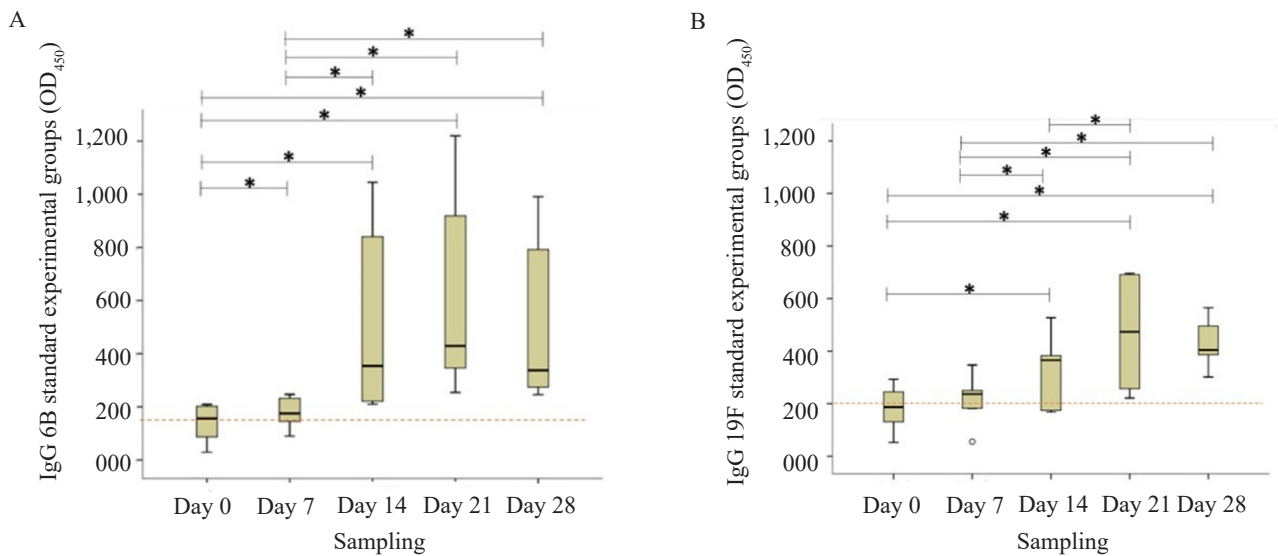 A
IgG 6B standard experimental groups (OD450)
1,200
1,000
800
600
400
200
000
* * * * * * *
Day 0 Day 7 Day 14 Day 21 Day 28
Sampling
B
IgG 19F standard experimental groups (OD450)
1,200
1,000
800
600
400
200
000
* * * * * * *
Day 0 Day 7 Day 14 Day 21 Day 28
Sampling